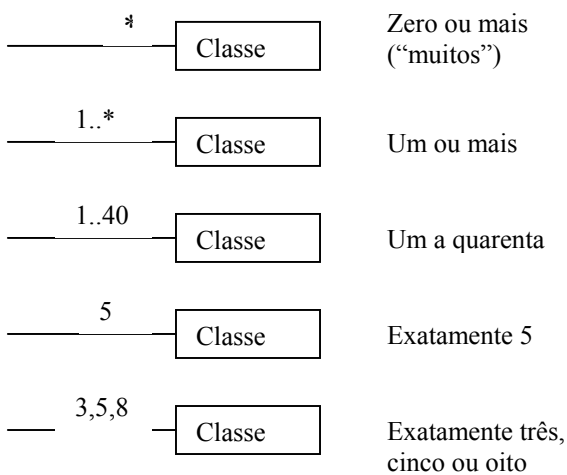 *
Classe
Zero ou mais
(“muitos”)
1..*
Classe
Um ou mais
1..40
Classe
Um a quarenta
5
Classe
Exatamente 5
3,5,8
Classe
Exatamente três,
cinco ou oito